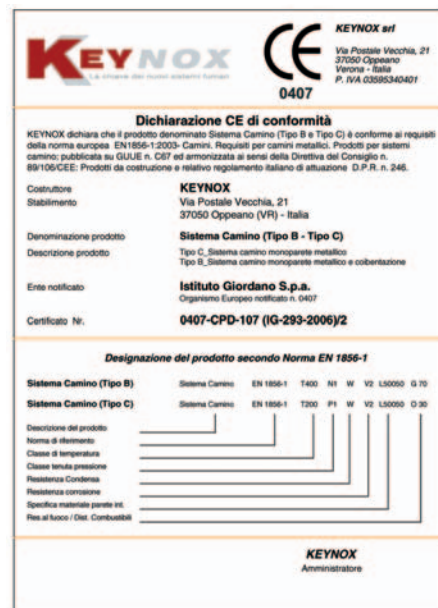 KEYNOX
La chiave dei nuovi sistemi fumari
CE
0407
KEYNOX srl
Via Postale Vecchia, 21
37050 Oppeano
Verona - Italia
P. IVA 03595340401
Dichiarazione CE di conformità
KEYNOX dichiara che il prodotto denominato Sistema Camino (Tipo B e Tipo C) è conforme ai requisiti
della norma europea EN1856-1:2003- Camini. Requisiti per camini metallici. Prodotti per sistemi
camino; pubblicata su GUUE n. C67 ed armonizzata ai sensi della Direttiva del Consiglio n.
89/106/CEE: Prodotti da costruzione e relativo regolamento italiano di attuazione D.P.R. n. 246.
Costruttore KEYNOX
Stabilimento Via Postale Vecchia, 21
37050 Oppeano (VR) - Italia
Denominazione prodotto Sistema Camino (Tipo B - Tipo C)
Descrizione prodotto Tipo C_Sistema camino monoparete metallico
Tipo B_Sistema camino monoparete metallico e coibentazione
Ente notificato Istituto Giordano S.p.a.
Organismo Europeo notificato n. 0407
Certificato Nr. 0407-CPD-107 (IG-293-2006)/2
Designazione del prodotto secondo Norma EN 1856-1
Sistema Camino (Tipo B) Sistema Camino EN 1856-1 T400 N1 W V2 L50050 G 70
Sistema Camino (Tipo C) Sistema Camino EN 1856-1 T200 P1 W V2 L50050 O 30
Descrizione del prodotto
Norma di riferimento
Classe di temperatura
Classe tenuta pressione
Resistenza Condensa
Resistenza corrosione
Specifica materiale parete int.
Res.al fuoco / Dist. Combustibili
KEYNOX
Amministratore